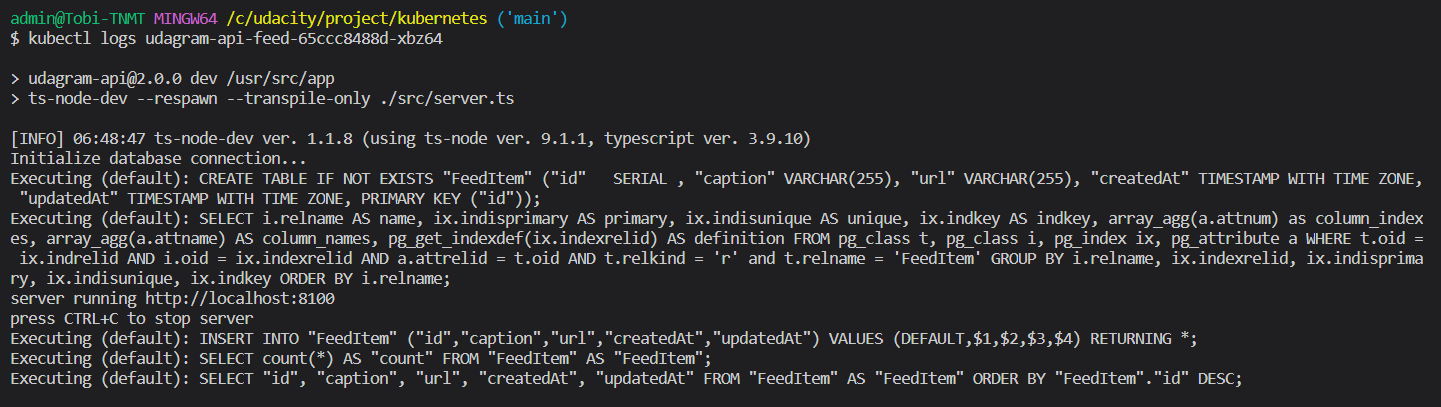 admin@Tobi-TNMT MINGW64 /c/udacity/project/kubernetes ('main')
$ kubectl logs udagram-api-feed-65ccc8488d-xbz64
> udagram-api@2.0.0 dev /usr/src/app
> ts-node-dev --respawn --transpile-only ./src/server.ts
[INFO] 06:48:47 ts-node-dev ver. 1.1.8 (using ts-node ver. 9.1.1, typescript ver. 3.9.10)
Initialize database connection...
Executing (default): CREATE TABLE IF NOT EXISTS "FeedItem" ("id"   SERIAL , "caption" VARCHAR(255), "url" VARCHAR(255), "createdAt" TIMESTAMP WITH TIME ZONE,
 "updatedAt" TIMESTAMP WITH TIME ZONE, PRIMARY KEY ("id"));
Executing (default): SELECT i.relname AS name, ix.indisprimary AS primary, ix.indisunique AS unique, ix.indkey AS indkey, array_agg(a.attnum) as column_index
es, array_agg(a.attname) AS column_names, pg_get_indexdef(ix.indexrelid) AS definition FROM pg_class t, pg_class i, pg_index ix, pg_attribute a WHERE t.oid =
 ix.indrelid AND i.oid = ix.indexrelid AND a.attrelid = t.oid AND t.relkind = 'r' and t.relname = 'FeedItem' GROUP BY i.relname, ix.indexrelid, ix.indisprima
ry, ix.indisunique, ix.indkey ORDER BY i.relname;
server running http://localhost:8100
press CTRL+C to stop server
Executing (default): INSERT INTO "FeedItem" ("id","caption","url","createdAt","updatedAt") VALUES (DEFAULT,$1,$2,$3,$4) RETURNING *;
Executing (default): SELECT count(*) AS "count" FROM "FeedItem" AS "FeedItem";
Executing (default): SELECT "id", "caption", "url", "createdAt", "updatedAt" FROM "FeedItem" AS "FeedItem" ORDER BY "FeedItem"."id" DESC;